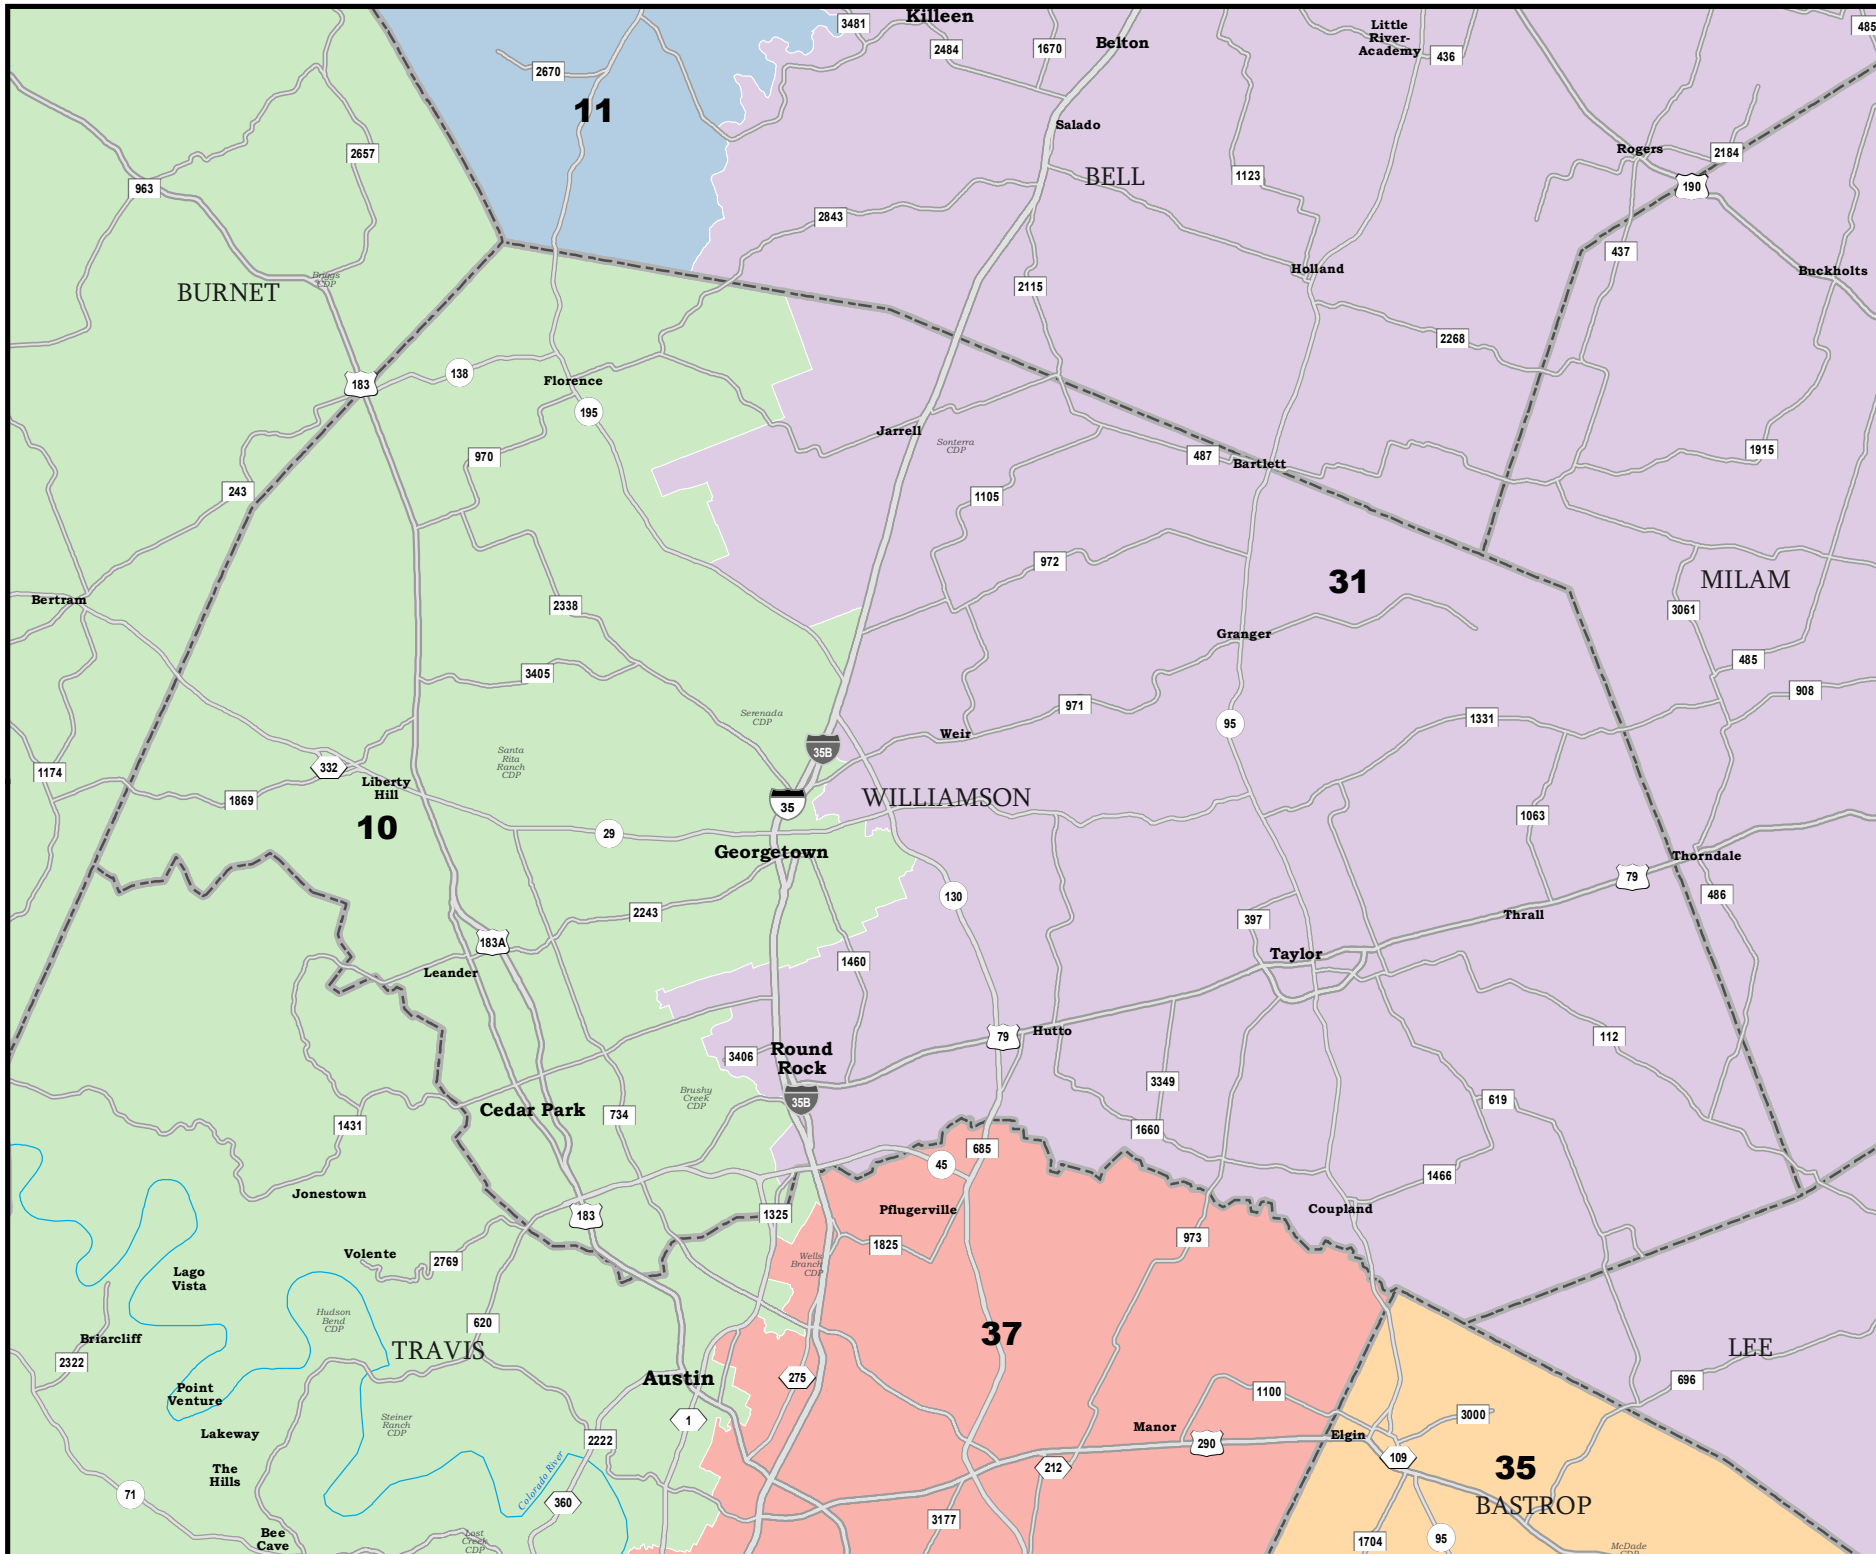 3481
Killeen
2484
1670
Belton
Little
River-
Academy
436
485
2670
11
Salado
2657
963
BELL
1123
Rogers
2184
190
2843
437
Holland
Buckholts
Briggs
CDP
BURNET
2115
2268
183
138
Florence
195
Jarrell
Sonterra
CDP
970
487
Bartlett
1915
243
1105
972
31
MILAM
Bertram
2338
3061
Granger
3405
485
908
971
95
1331
Serenada
CDP
Weir
35B
Santa
Rita
Ranch
CDP
332
1174
Liberty
Hill
1869
35
WILLIAMSON
1063
10
29
Georgetown
Thorndale
79
130
486
2243
397
Thrall
183A
Leander
1460
Taylor
79
Hutto
112
3406
Round
Rock
Brushy
Creek
CDP
35B
3349
619
Cedar Park
734
1431
1660
685
45
1466
Jonestown
1325
Pflugerville
Coupland
183
1825
973
Volente
2769
Wells
Branch
CDP
Lago
Vista
Hudson
Bend
CDP
620
Briarcliff
TRAVIS
37
LEE
2322
Austin
275
696
Point
Venture
1100
1
3000
Steiner
Ranch
CDP
Lakeway
Manor
290
Elgin
2222
The
Hills
109
212
35
Colorado River
71
360
BASTROP
3177
Bee
Cave
Lost
Creek
CDP
1704
95
McDade
CDP